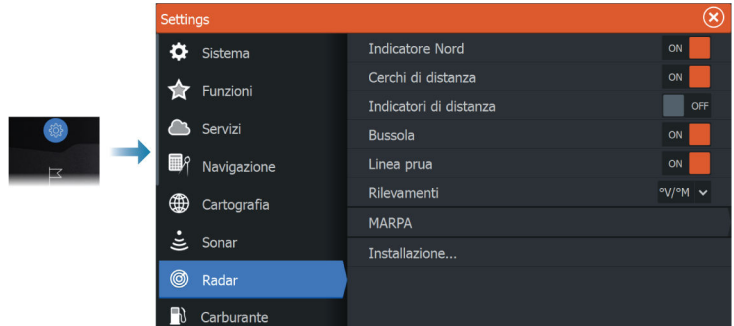 Settings
Sistema
Funzioni
Servizi
Navigazione
Cartografia
Sonar
Radar
Carburante
Indicatore Nord ON
Cerchi di distanza ON
Indicatori di distanza OFF
Bussola ON
Linea prua ON
Rilevamenti °V/°M
MARPA
Installazione...